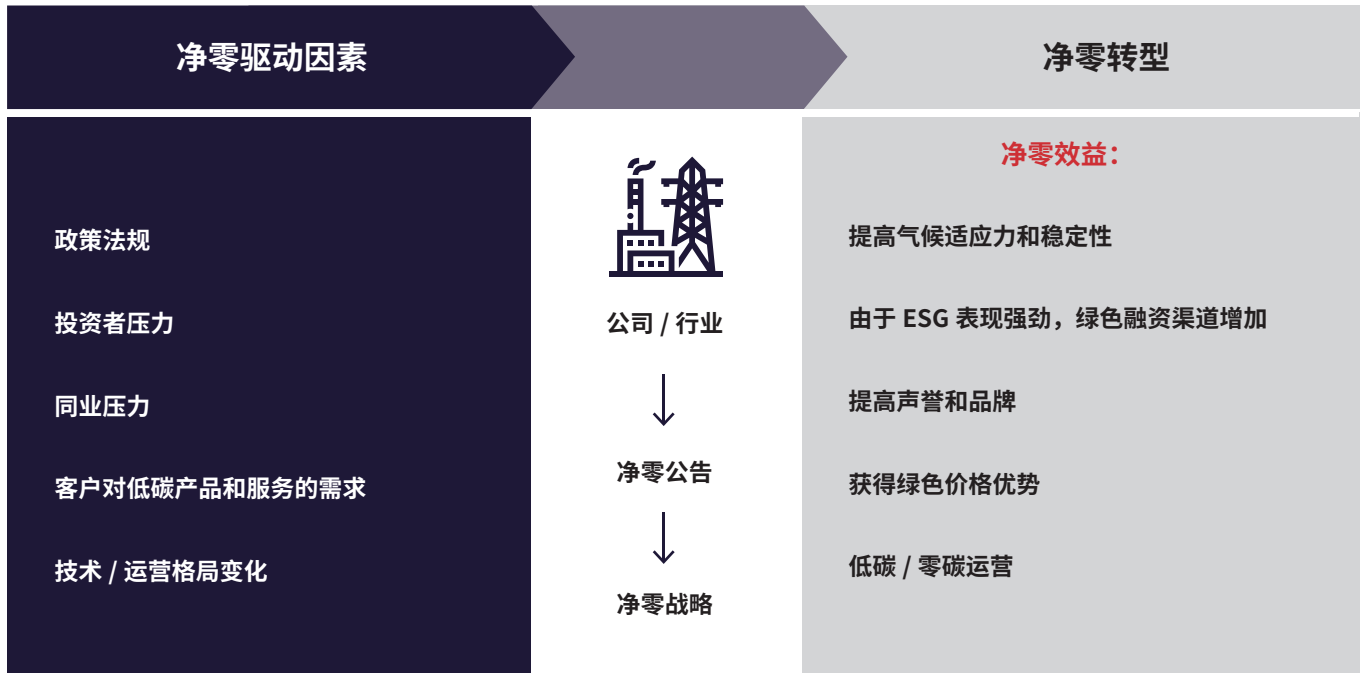 净零驱动因素
净零转型
政策法规
投资者压力
同业压力
客户对低碳产品和服务的需求
技术 / 运营格局变化
公司 / 行业
净零公告
净零战略
净零效益：
提高气候适应力和稳定性
由于 ESG 表现强劲，绿色融资渠道增加
提高声誉和品牌
获得绿色价格优势
低碳 / 零碳运营